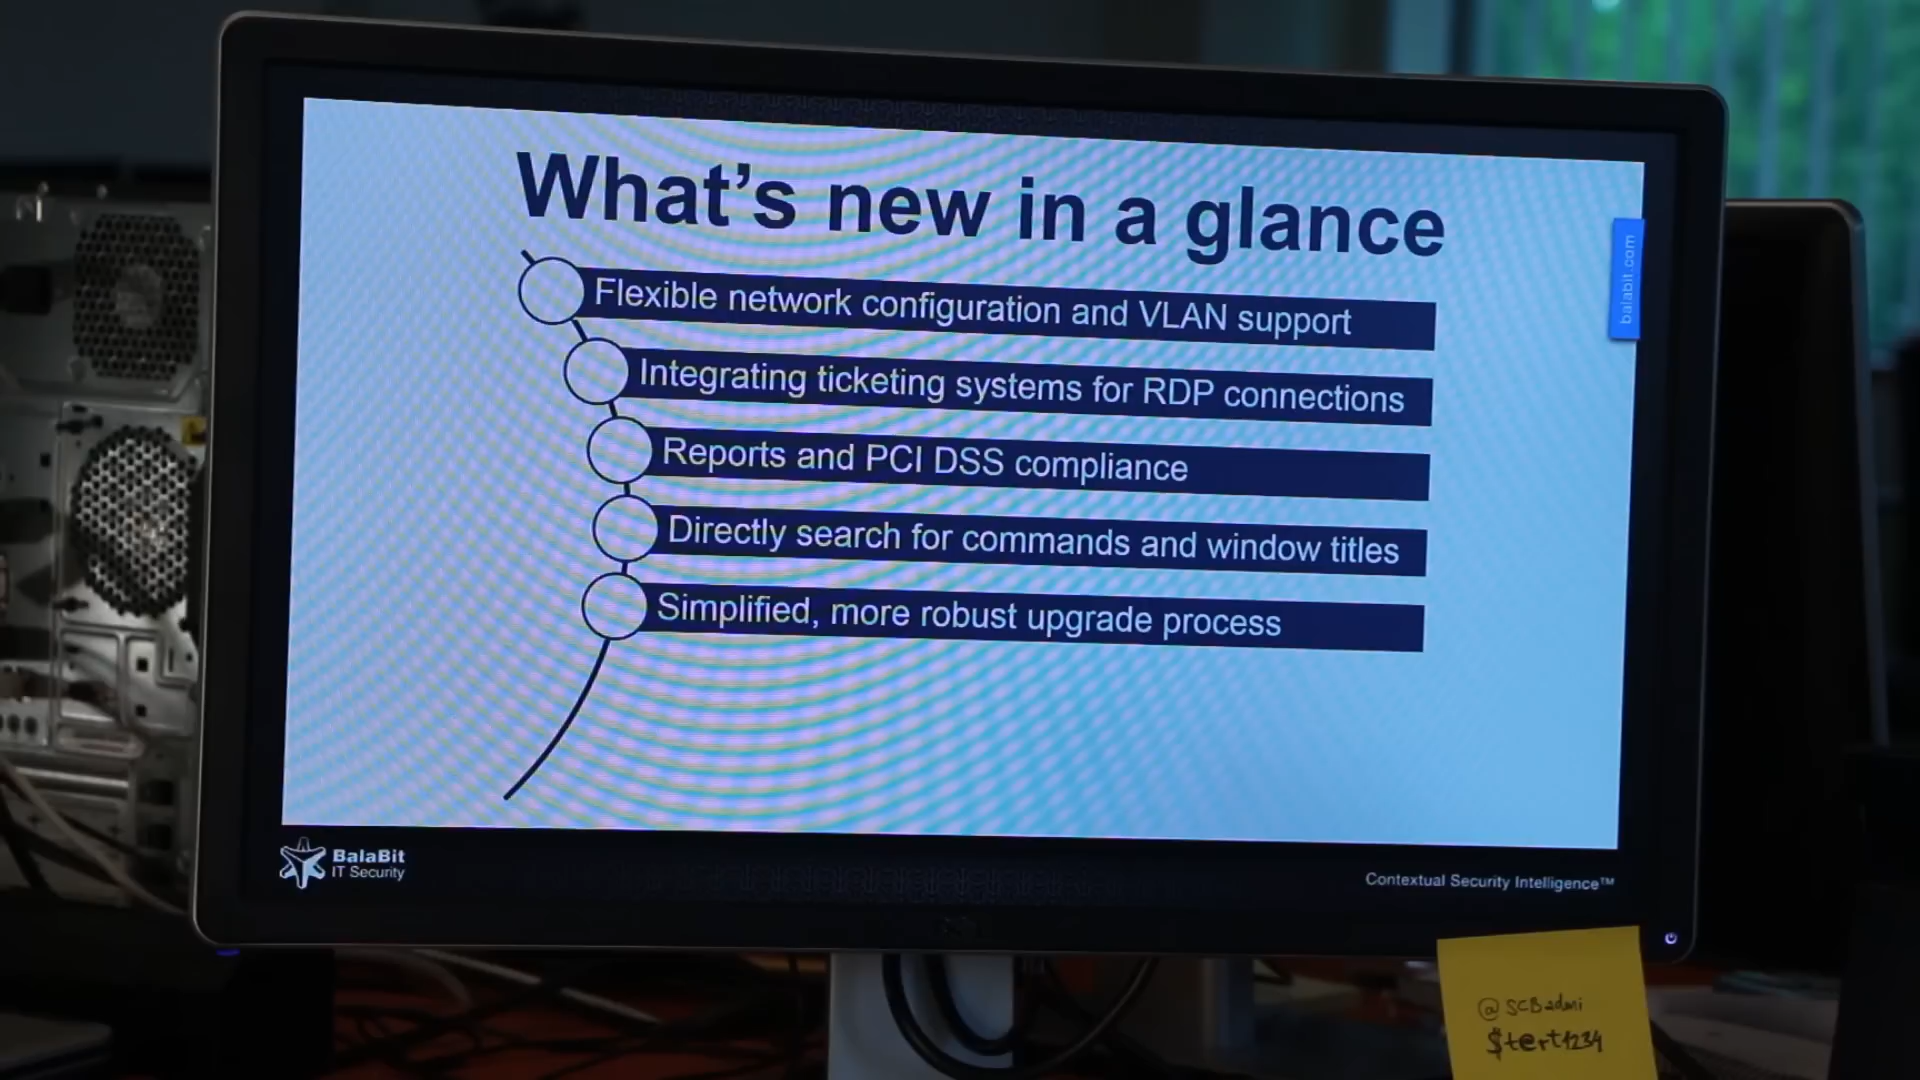 What's new in a glance
balabit.com
Flexible network configuration and VLAN support
Integrating ticketing systems for RDP connections
Reports and PCI DSS compliance
Directly search for commands and window titles
Simplified, more robust upgrade process
BalaBit
IT Security
Contextual Security Intelligence™
@SCBadmi
$tert1234